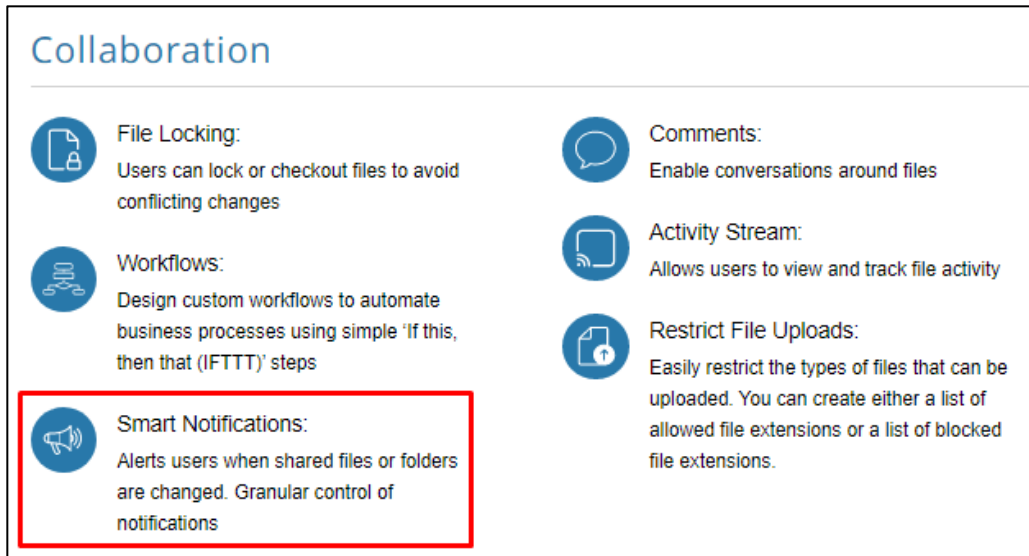 Collaboration
File Locking:
Users can lock or checkout files to avoid
conflicting changes
Workflows:
Design custom workflows to automate
business processes using simple ‘If this,
then that (IFTTT)’ steps
Smart Notifications:
Alerts users when shared files or folders
are changed. Granular control of
notifications
Comments:
Enable conversations around files
Activity Stream:
Allows users to view and track file activity
Restrict File Uploads:
Easily restrict the types of files that can be
uploaded. You can create either a list of
allowed file extensions or a list of blocked
file extensions.